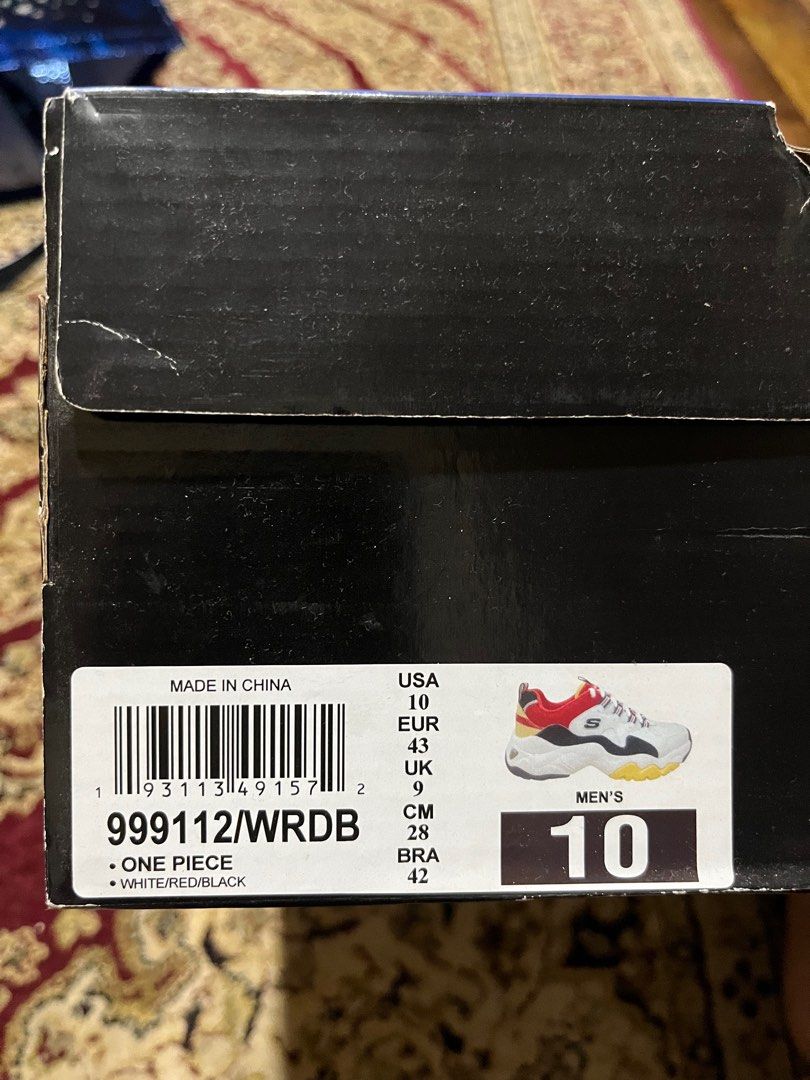 MADE IN CHINA
1 93113 49157 2
999112/WRDB
• ONE PIECE
• WHITE/RED/BLACK
USA
10
EUR
43
UK
9
CM
28
BRA
42
S
MEN'S
10